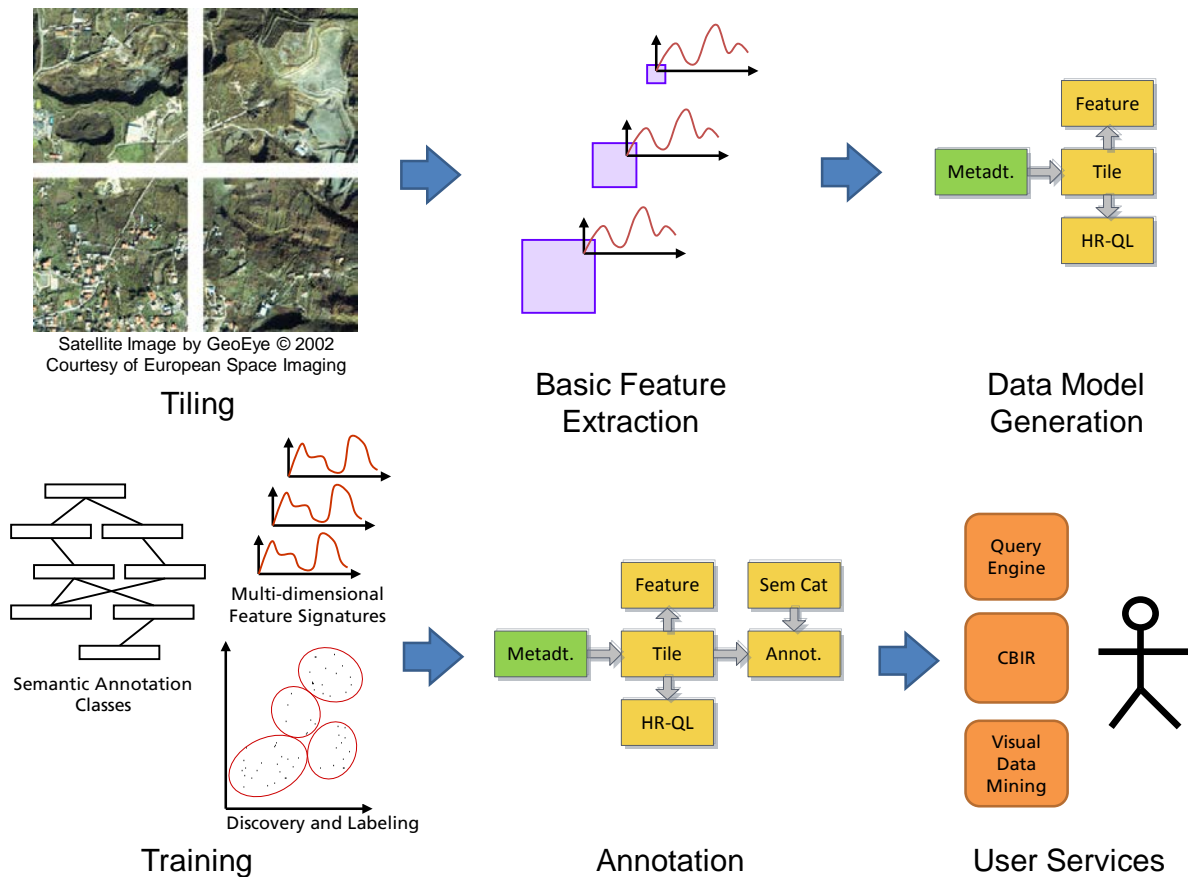 Satellite Image by GeoEye © 2002
Courtesy of European Space Imaging
Tiling
Basic Feature
Extraction
Feature
Metadt.
Tile
HR-QL
Data Model
Generation
Semantic Annotation
Classes
Multi-dimensional
Feature Signatures
Discovery and Labeling
Training
Feature
Sem Cat
Metadt.
Tile
Annot.
HR-QL
Annotation
Query
Engine
CBIR
Visual
Data
Mining
User Services